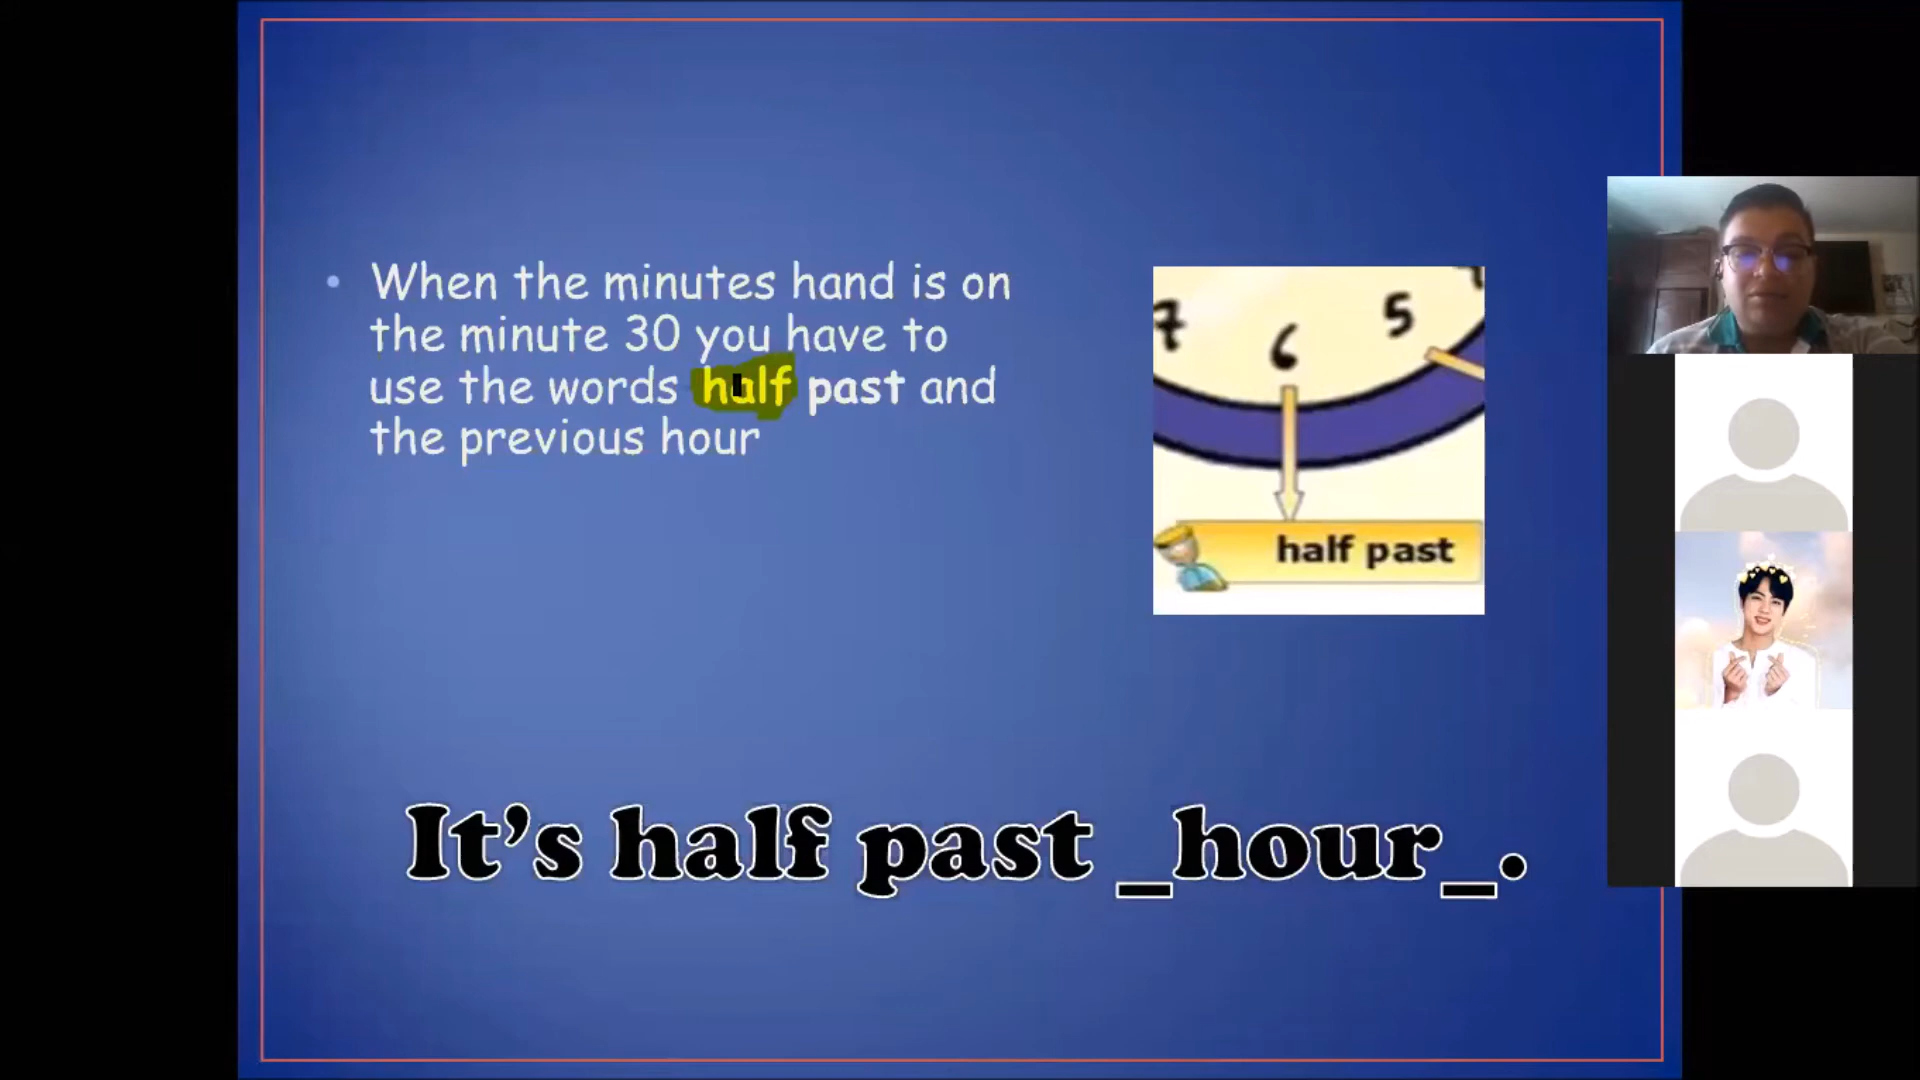 • When the minutes hand is on
the minute 30 you have to
use the words half past and
the previous hour
7 6 5
half past
It's half past _hour_.